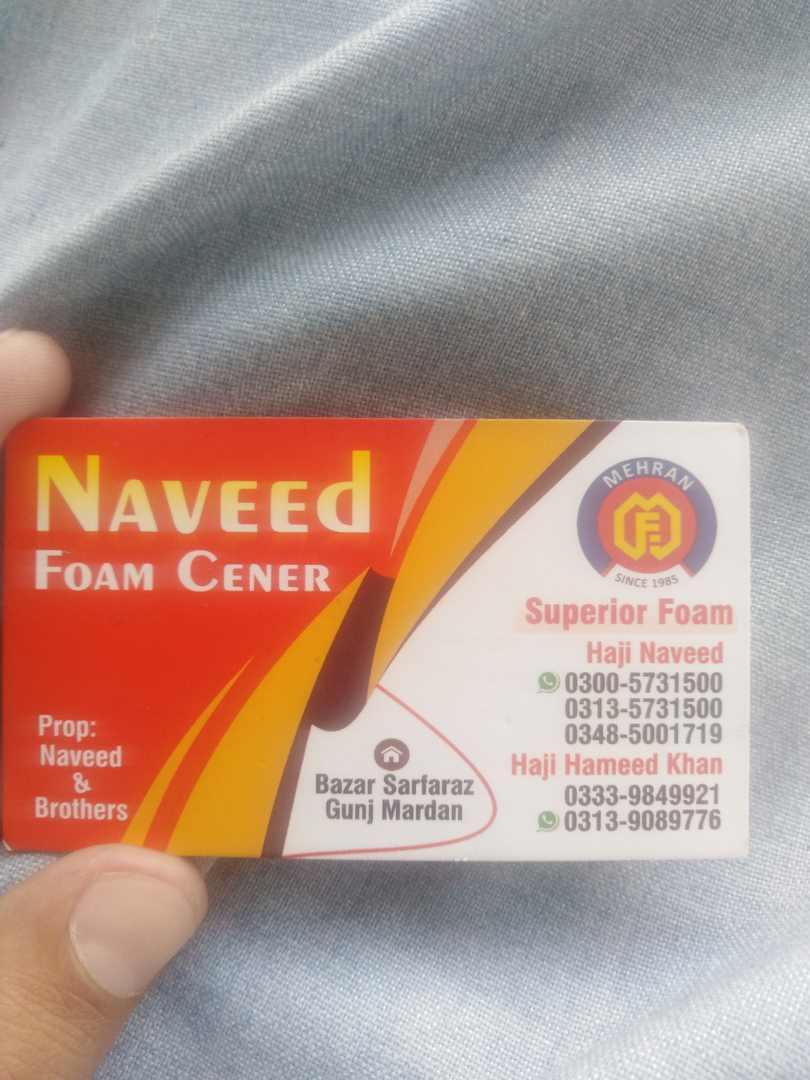 NAVEEd
FOAM CENER
Prop:
Naveed
&
Brothers
Bazar Sarfaraz
Gunj Mardan
MEHRAN
SINCE 1985
Superior Foam
Haji Naveed
0300-5731500
0313-5731500
0348-5001719
Haji Hameed Khan
0333-9849921
0313-9089776